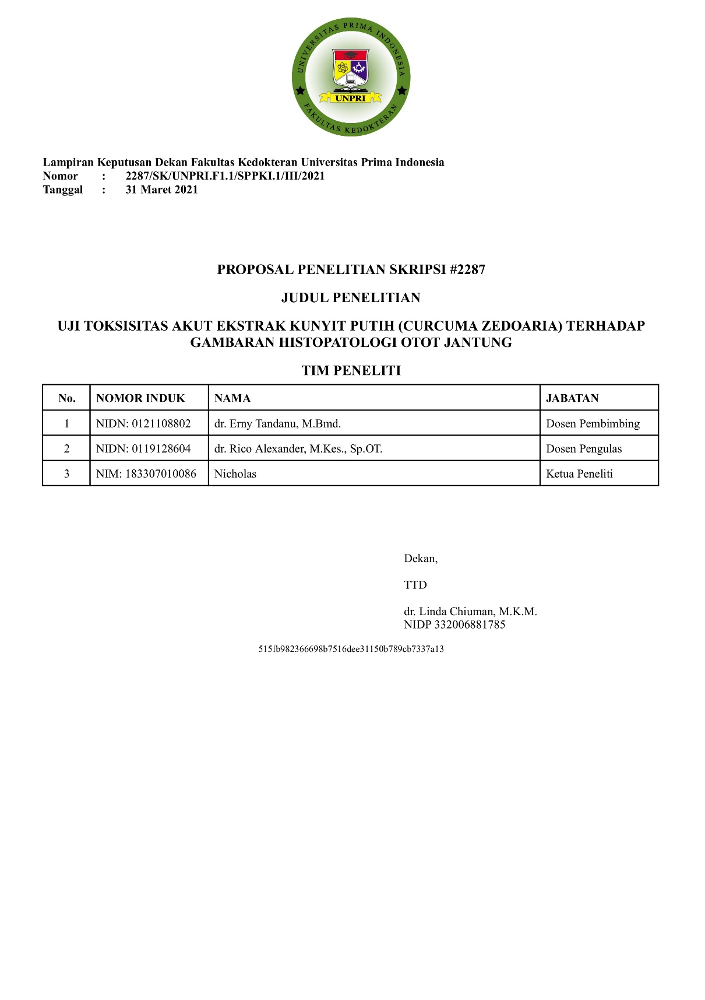 UNIVERSITAS PRIMA INDONESIA
UNPRI
FAKULTAS KEDOKTERAN
Lampiran Keputusan Dekan Fakultas Kedokteran Universitas Prima Indonesia
Nomor : 2287/SK/UNPRI.F1.1/SPPKI.1/III/2021
Tanggal : 31 Maret 2021
PROPOSAL PENELITIAN SKRIPSI #2287
JUDUL PENELITIAN
UJI TOKSISITAS AKUT EKSTRAK KUNYIT PUTIH (CURCUMA ZEDOARIA) TERHADAP
GAMBARAN HISTOPATOLOGI OTOT JANTUNG
TIM PENELITI
No. NOMOR INDUK NAMA JABATAN
1 NIDN: 0121108802 dr. Erny Tandanu, M.Bmd. Dosen Pembimbing
2 NIDN: 0119128604 dr. Rico Alexander, M.Kes., Sp.OT. Dosen Pengulas
3 NIM: 183307010086 Nicholas Ketua Peneliti
Dekan,
TTD
dr. Linda Chiuman, M.K.M.
NIDP 332006881785
515fb982366698b7516dee31150b789cb7337a13